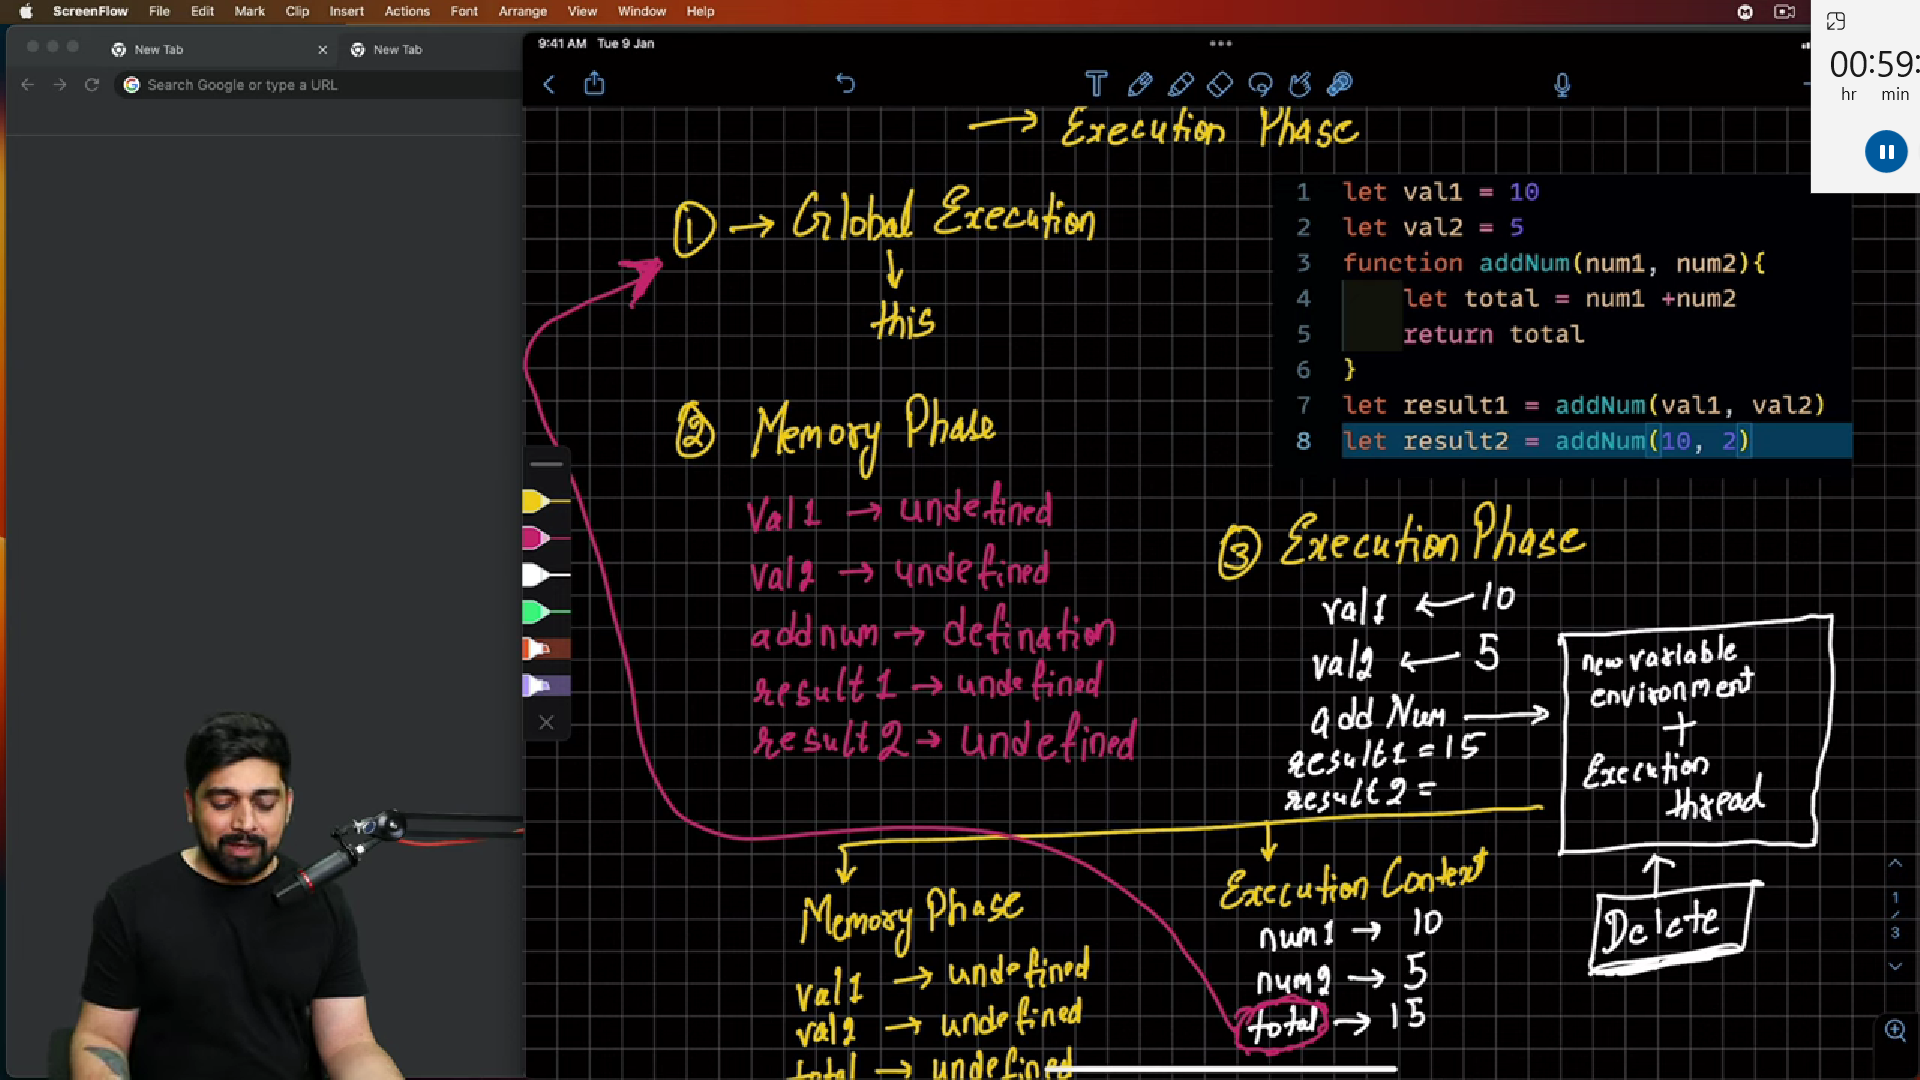 ScreenFlow File Edit Mark Clip Insert Actions Font Arrange View Window Help
New Tab
New Tab
Search Google or type a URL
9:41 AM Tue 9 Jan
00:59:
hr min
→ Execution Phase
① → Global Execution
↓
this
1 let val1 = 10
2 let val2 = 5
3 function addNum(num1, num2){
4 let total = num1 +num2
5 return total
6 }
7 let result1 = addNum(val1, val2)
8 let result2 = addNum(10, 2)
② Memory Phase
Val1 → undefined
val2 → undefined
addnum → defination
result1 → undefined
result2 → undefined
③ Execution Phase
val1 ← 10
val2 ← 5
add Num →
result1 = 15
result2 =
new variable
environment
+
Execution
thread
Delete
Memory Phase
val1 → undefined
val2 → undefined
total → undefined
Execution Context
num1 → 10
num2 → 5
total → 15
1
/
3